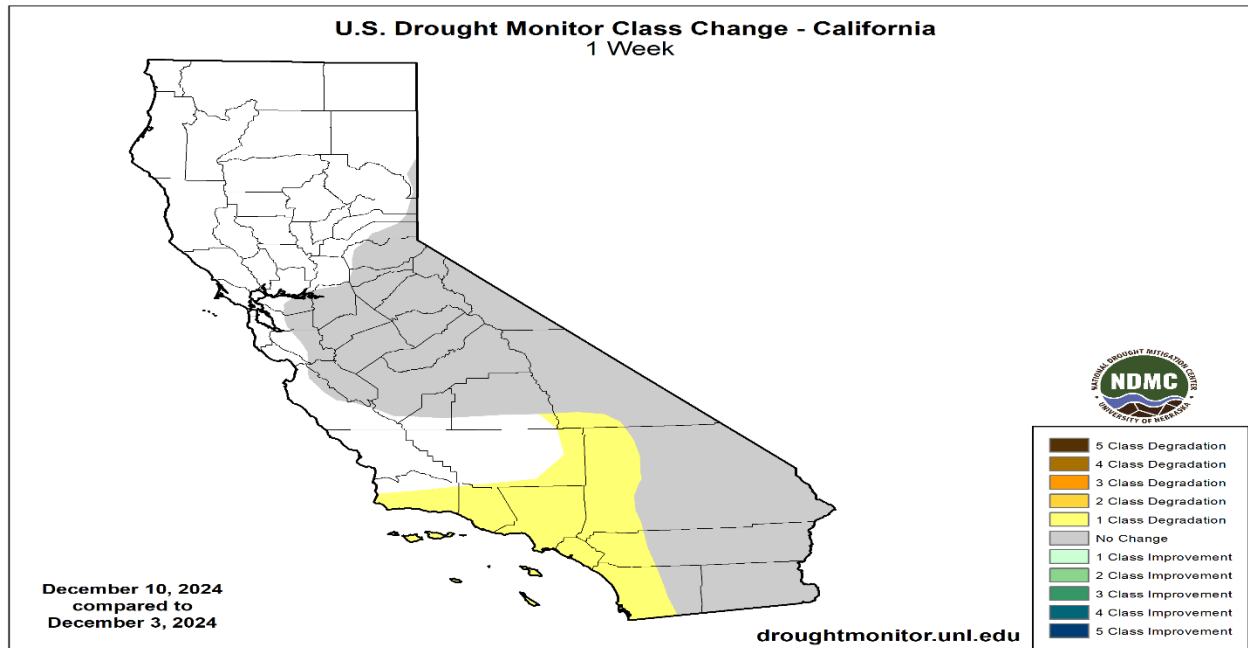 U.S. Drought Monitor Class Change - California
1 Week
NATIONAL DROUGHT MITIGATION CENTER
NDMC
UNIVERSITY OF NEBRASKA
5 Class Degradation
4 Class Degradation
3 Class Degradation
2 Class Degradation
1 Class Degradation
No Change
1 Class Improvement
2 Class Improvement
3 Class Improvement
4 Class Improvement
5 Class Improvement
December 10, 2024
compared to
December 3, 2024
droughtmonitor.unl.edu